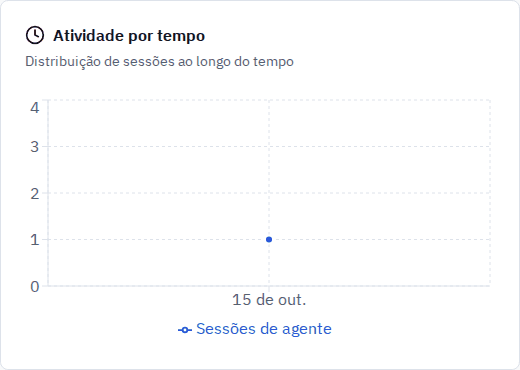 Atividade por tempo
Distribuição de sessões ao longo do tempo
4
3
2
1
0
15 de out.
Sessões de agente